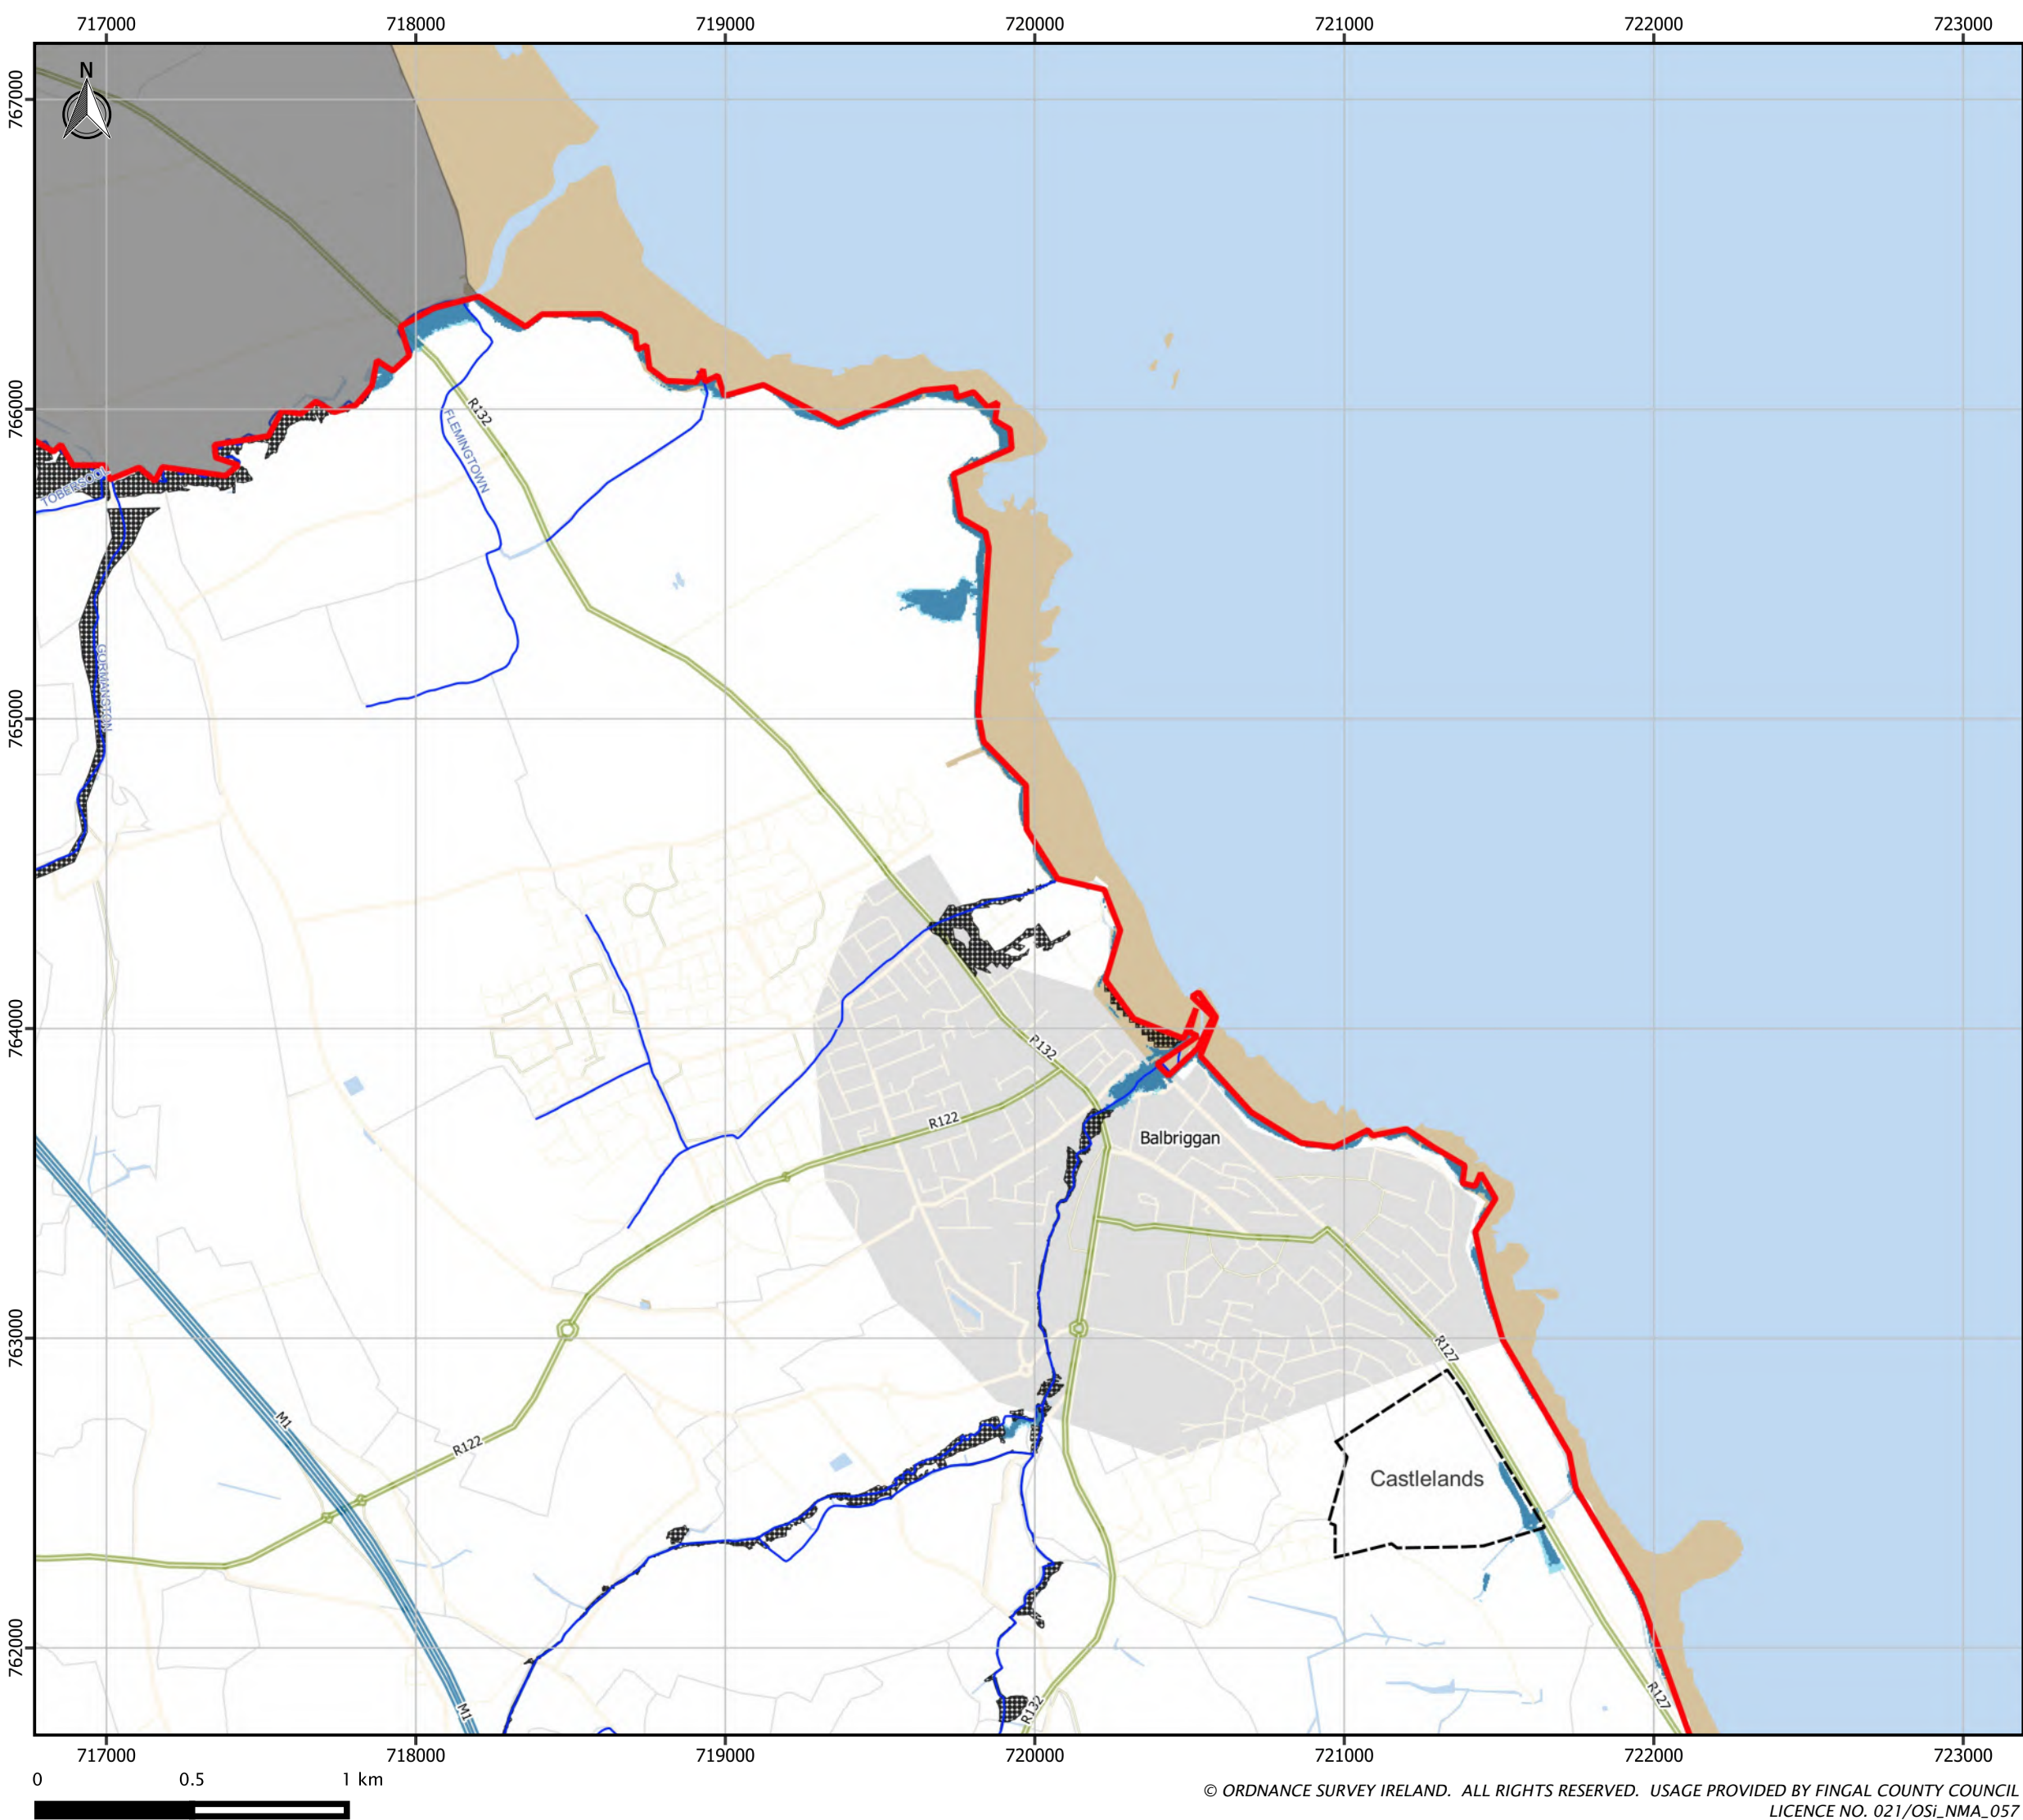 717000 718000 719000 720000 721000 722000 723000
N
767000
766000
765000
764000
763000
762000
R132
FLEMINGTOWN
TOBERSOOL
GORMANSTON
R132
R122
Balbriggan
R127
M1
R122
Castlelands
M1
R132
R127
717000 718000 719000 720000 721000 722000 723000
0 0.5 1 km
© ORDNANCE SURVEY IRELAND. ALL RIGHTS RESERVED. USAGE PROVIDED BY FINGAL COUNTY COUNCIL
LICENCE NO. 021/OSi_NMA_057